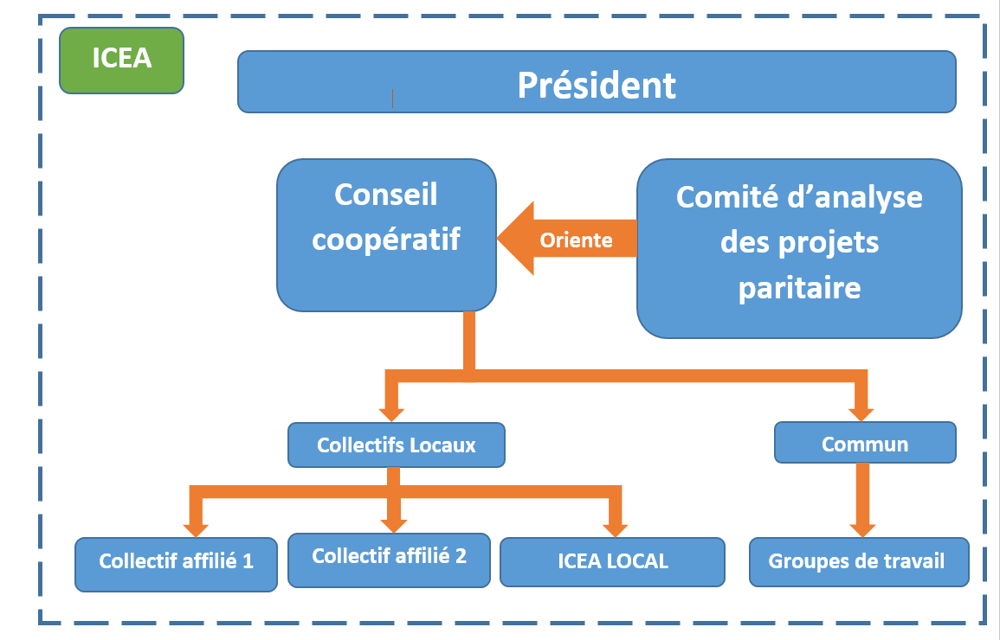 ICEA
Président
Conseil
coopératif
Oriente
Comité d'analyse
des projets
paritaire
Collectifs Locaux
Commun
Collectif affilié 1
Collectif affilié 2
ICEA LOCAL
Groupes de travail